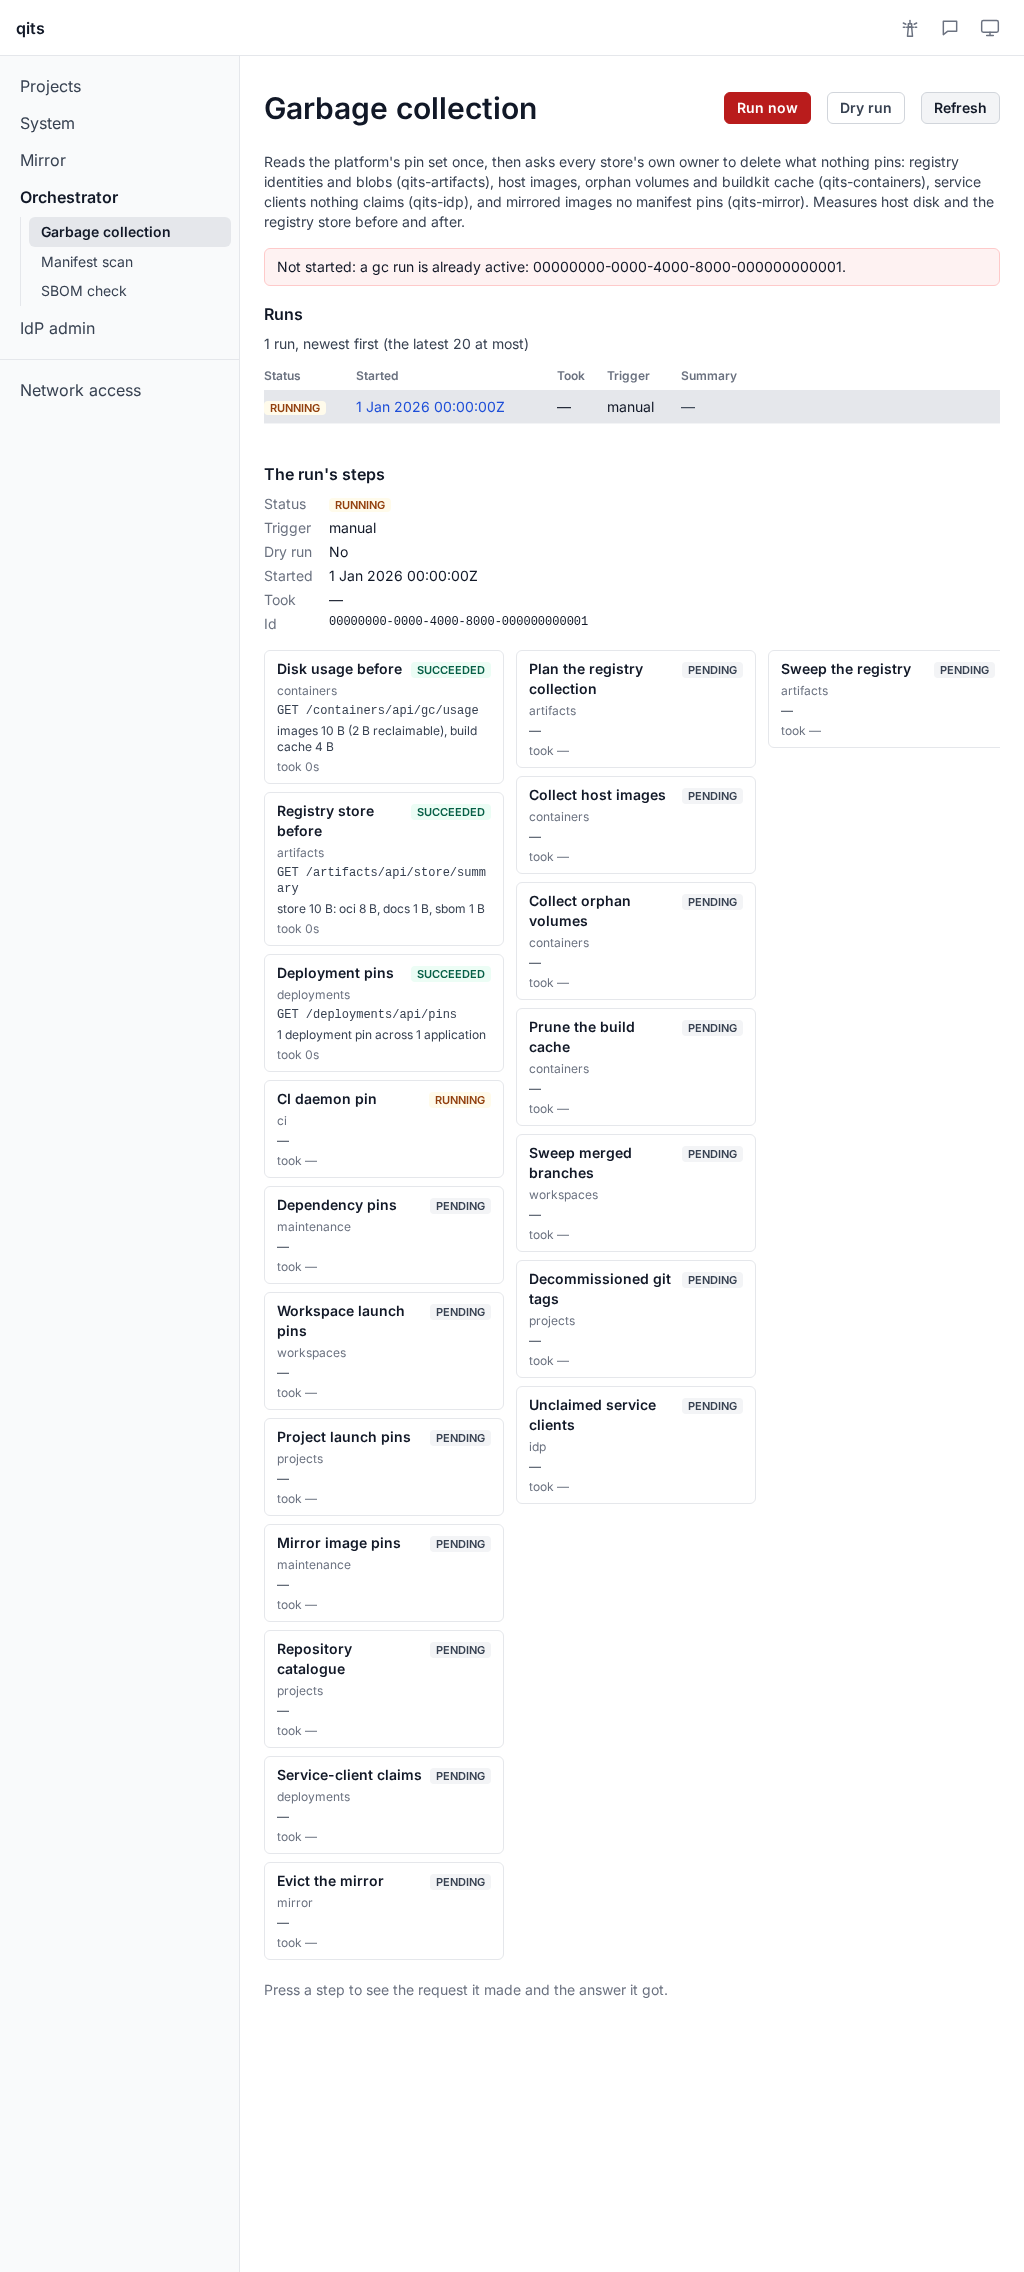 qits
Projects
System
Mirror
Orchestrator
Garbage collection
Manifest scan
SBOM check
IdP admin
Network access
Garbage collection
Run now
Dry run
Refresh
Reads the platform's pin set once, then asks every store's own owner to delete what nothing pins: registry
identities and blobs (qits-artifacts), host images, orphan volumes and buildkit cache (qits-containers), service
clients nothing claims (qits-idp), and mirrored images no manifest pins (qits-mirror). Measures host disk and the
registry store before and after.
Not started: a gc run is already active: 00000000-0000-4000-8000-000000000001.
Runs
1 run, newest first (the latest 20 at most)
Status Started Took Trigger Summary
RUNNING 1 Jan 2026 00:00:00Z — manual —
The run's steps
Status RUNNING
Trigger manual
Dry run No
Started 1 Jan 2026 00:00:00Z
Took —
Id 00000000-0000-4000-8000-000000000001
Disk usage before SUCCEEDED
containers
GET /containers/api/gc/usage
images 10 B (2 B reclaimable), build
cache 4 B
took 0s
Registry store
before
SUCCEEDED
artifacts
GET /artifacts/api/store/summ
ary
store 10 B: oci 8 B, docs 1 B, sbom 1 B
took 0s
Deployment pins SUCCEEDED
deployments
GET /deployments/api/pins
1 deployment pin across 1 application
took 0s
CI daemon pin RUNNING
ci
—
took —
Dependency pins PENDING
maintenance
—
took —
Workspace launch
pins
PENDING
workspaces
—
took —
Project launch pins PENDING
projects
—
took —
Mirror image pins PENDING
maintenance
—
took —
Repository
catalogue
PENDING
projects
—
took —
Service-client claims PENDING
deployments
—
took —
Evict the mirror PENDING
mirror
—
took —
Plan the registry
collection
PENDING
artifacts
—
took —
Collect host images PENDING
containers
—
took —
Collect orphan
volumes
PENDING
containers
—
took —
Prune the build
cache
PENDING
containers
—
took —
Sweep merged
branches
PENDING
workspaces
—
took —
Decommissioned git
tags
PENDING
projects
—
took —
Unclaimed service
clients
PENDING
idp
—
took —
Sweep the registry PENDING
artifacts
—
took —
Press a step to see the request it made and the answer it got.